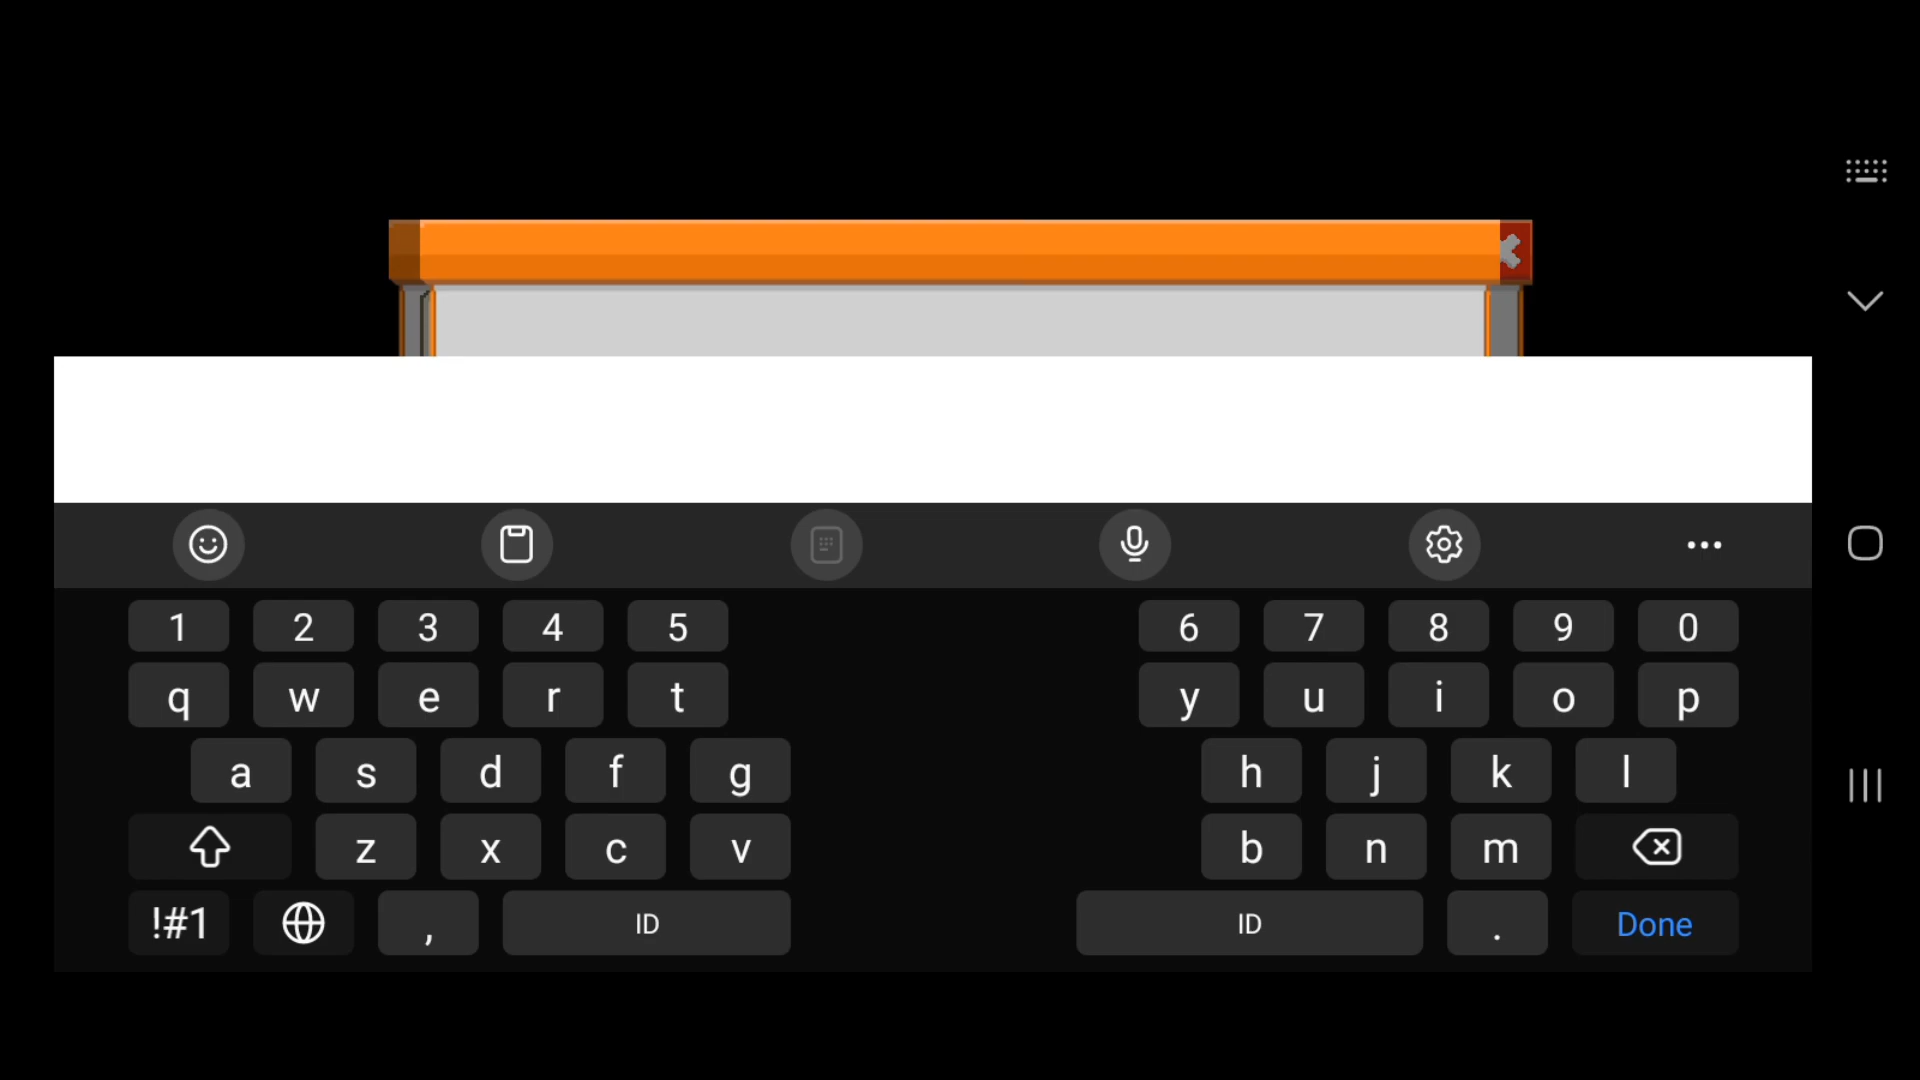 1 2 3 4 5 6 7 8 9 0
q w e r t y u i o p
a s d f g h j k l
z x c v b n m
!#1 , ID ID . Done